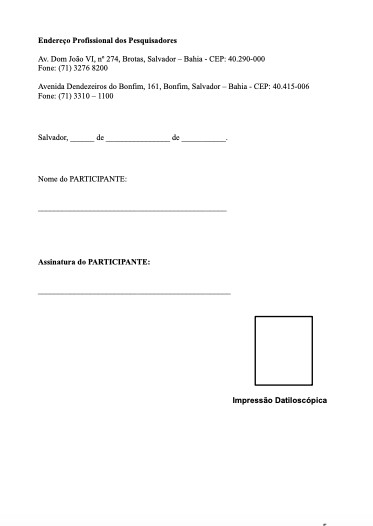 Endereço Profissional dos Pesquisadores
Av. Dom João VI, nº 274, Brotas, Salvador – Bahia - CEP: 40.290-000
Fone: (71) 3276 8200
Avenida Dendezeiros do Bonfim, 161, Bonfim, Salvador – Bahia - CEP: 40.415-006
Fone: (71) 3310 – 1100
Salvador, ______ de ________________ de ___________.
Nome do PARTICIPANTE:
________________________________________________
Assinatura do PARTICIPANTE:
_________________________________________________
Impressão Datiloscópica